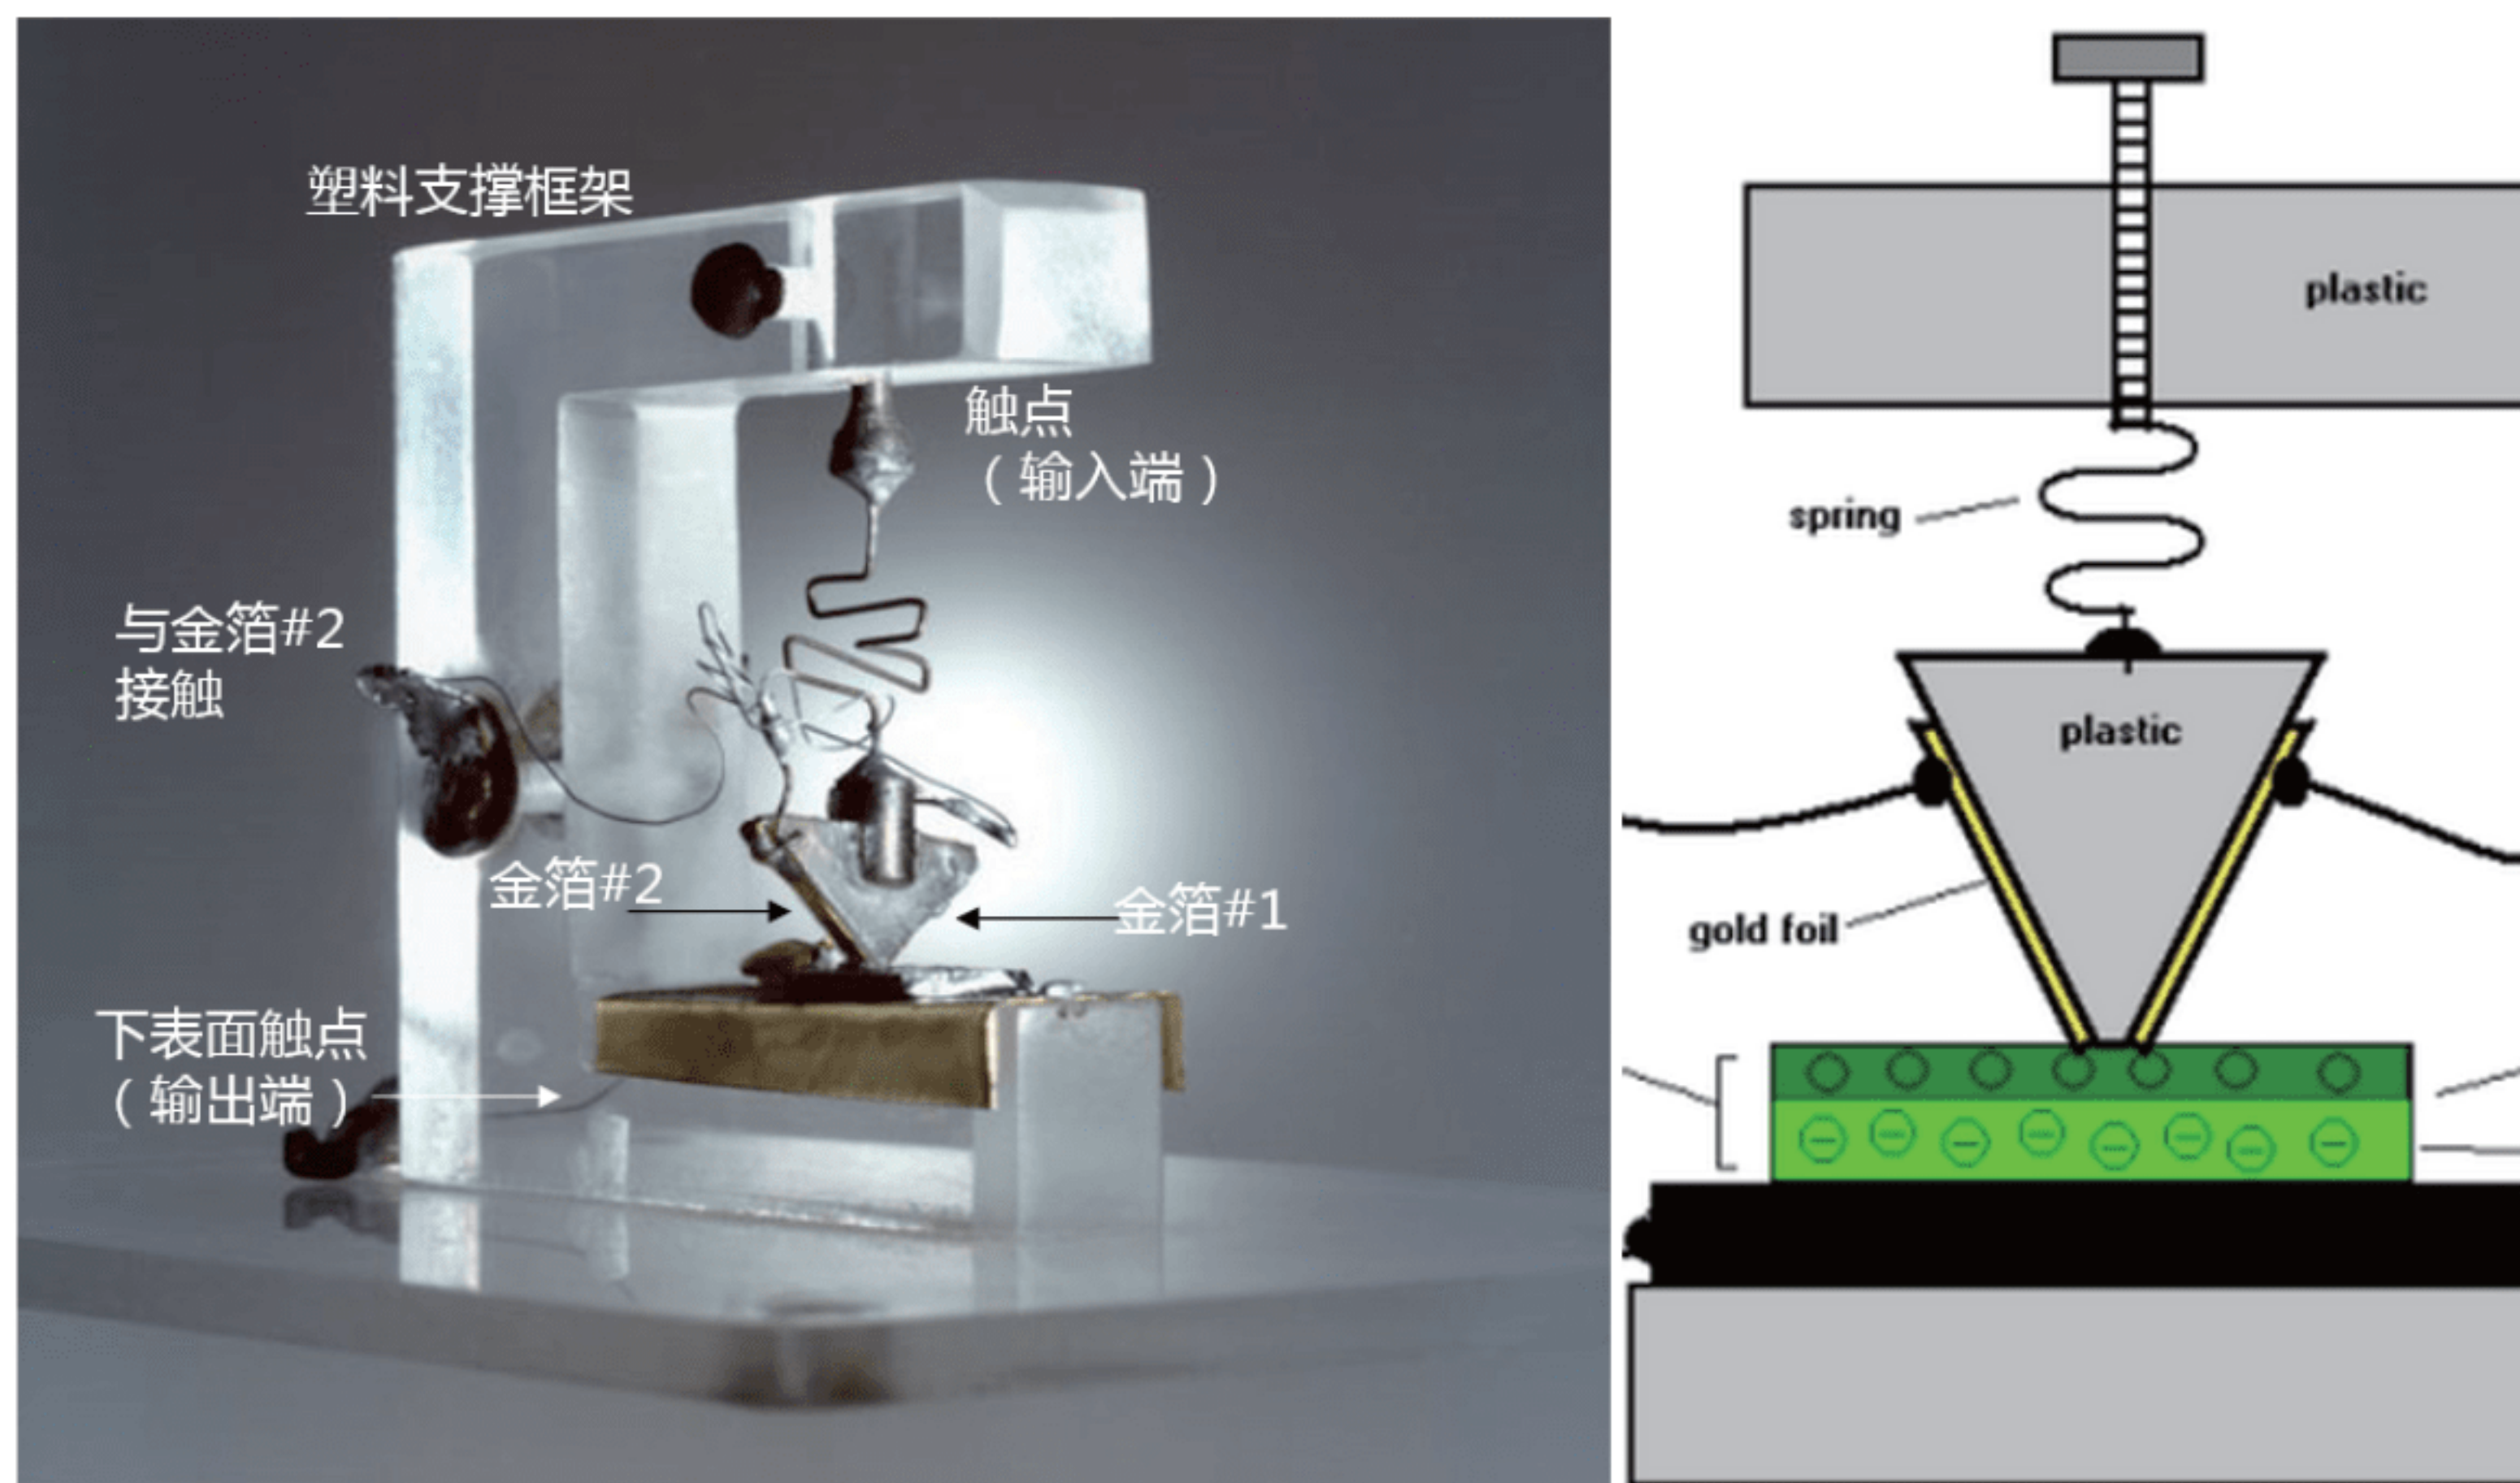 塑料支撑框架
触点
（输入端）
与金箔#2
接触
金箔#2
金箔#1
下表面触点
（输出端）
plastic
spring
plastic
gold foil